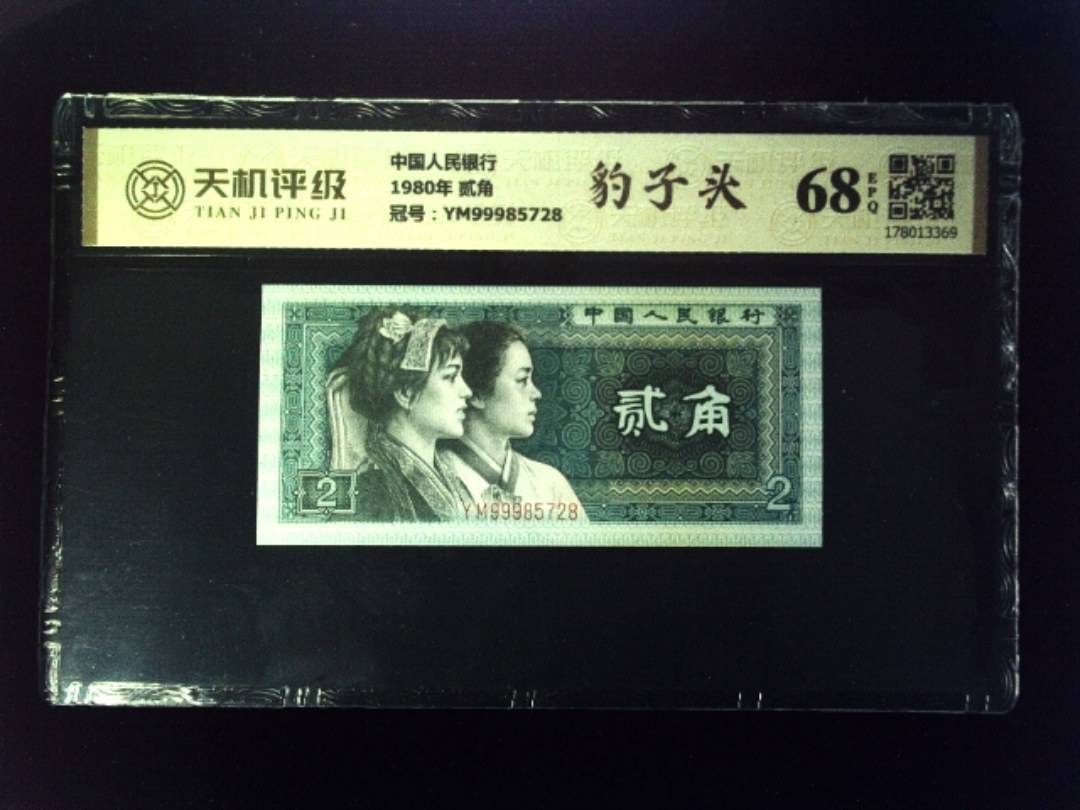 天机评级
TIAN JI PING JI
中国人民银行
1980年 贰角
冠号：YM99985728
豹子头
68
EPQ
178013369
中国人民银行
贰角
2
2
YM99985728